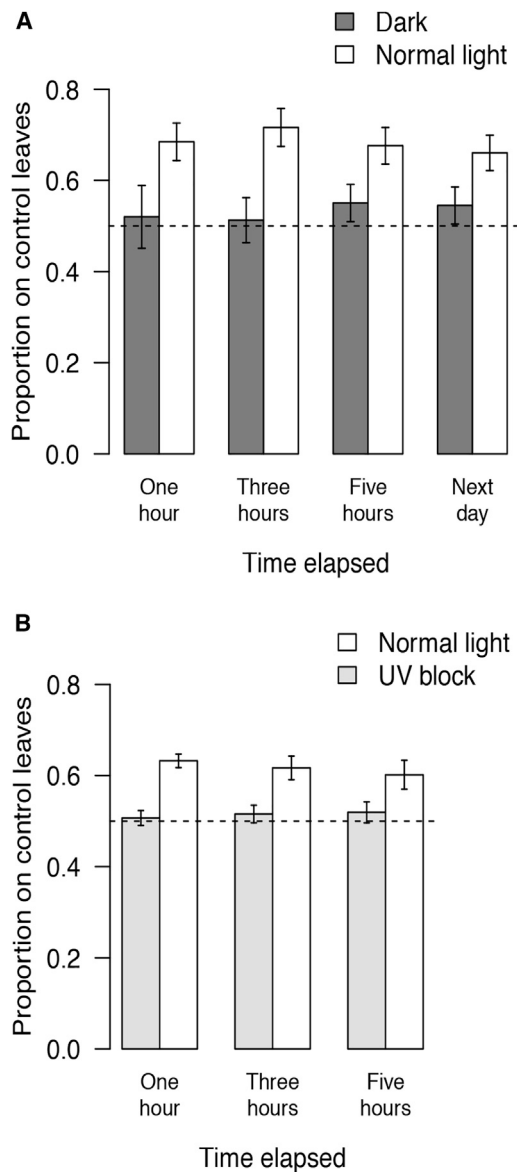 A
Dark
Normal light
Proportion on control leaves
0.8
0.6
0.4
0.2
0.0
One hour
Three hours
Five hours
Next day
Time elapsed
B
Normal light
UV block
Proportion on control leaves
0.8
0.6
0.4
0.2
0.0
One hour
Three hours
Five hours
Time elapsed